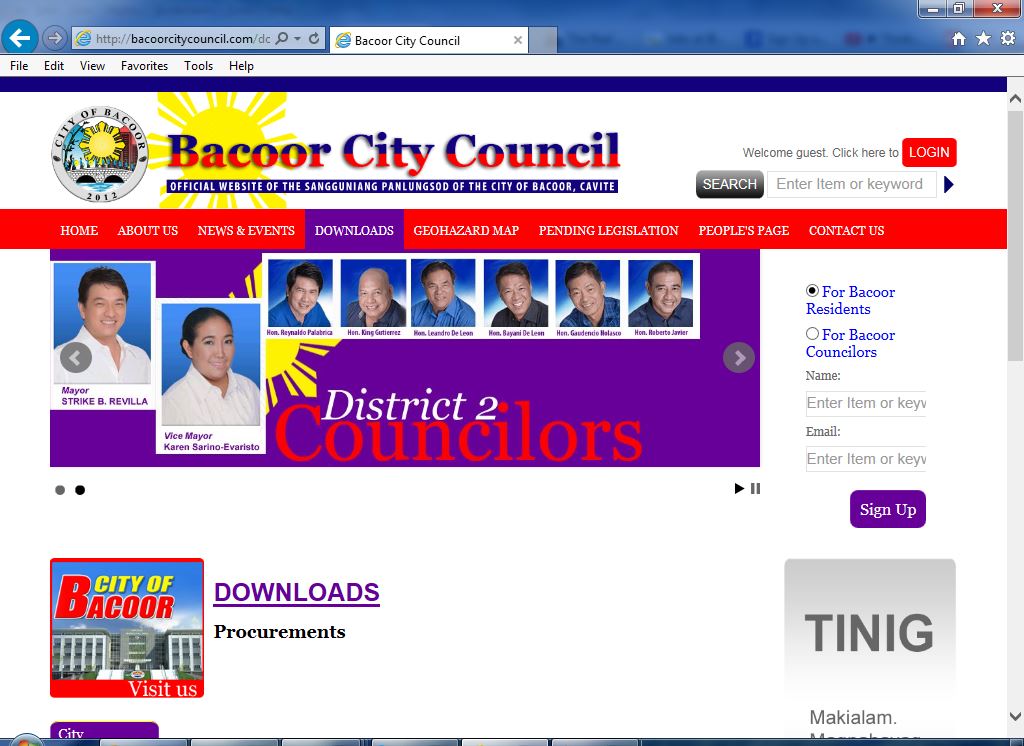 http://bacoorcitycouncil.com/dc
Bacoor City Council
File Edit View Favorites Tools Help
CITY OF BACOOR
2012
Bacoor City Council
OFFICIAL WEBSITE OF THE SANGGUNIANG PANLUNGSOD OF THE CITY OF BACOOR, CAVITE
Welcome guest. Click here to LOGIN
SEARCH Enter Item or keyword
HOME ABOUT US NEWS & EVENTS DOWNLOADS GEOHAZARD MAP PENDING LEGISLATION PEOPLE'S PAGE CONTACT US
Hon. Reynaldo Palabrica Hon. King Gutierrez Hon. Leandro De Leon Hon. Bayani De Leon Hon. Gaudencio Nolasco Hon. Roberto Javier
Mayor
STRIKE B. REVILLA
Vice Mayor
Karen Sarino-Evaristo
District 2
Councilors
For Bacoor
Residents
For Bacoor
Councilors
Name:
Enter Item or keyw
Email:
Enter Item or keyw
Sign Up
CITY OF
BACOOR
Visit us
DOWNLOADS
Procurements
TINIG
Makialam.
City